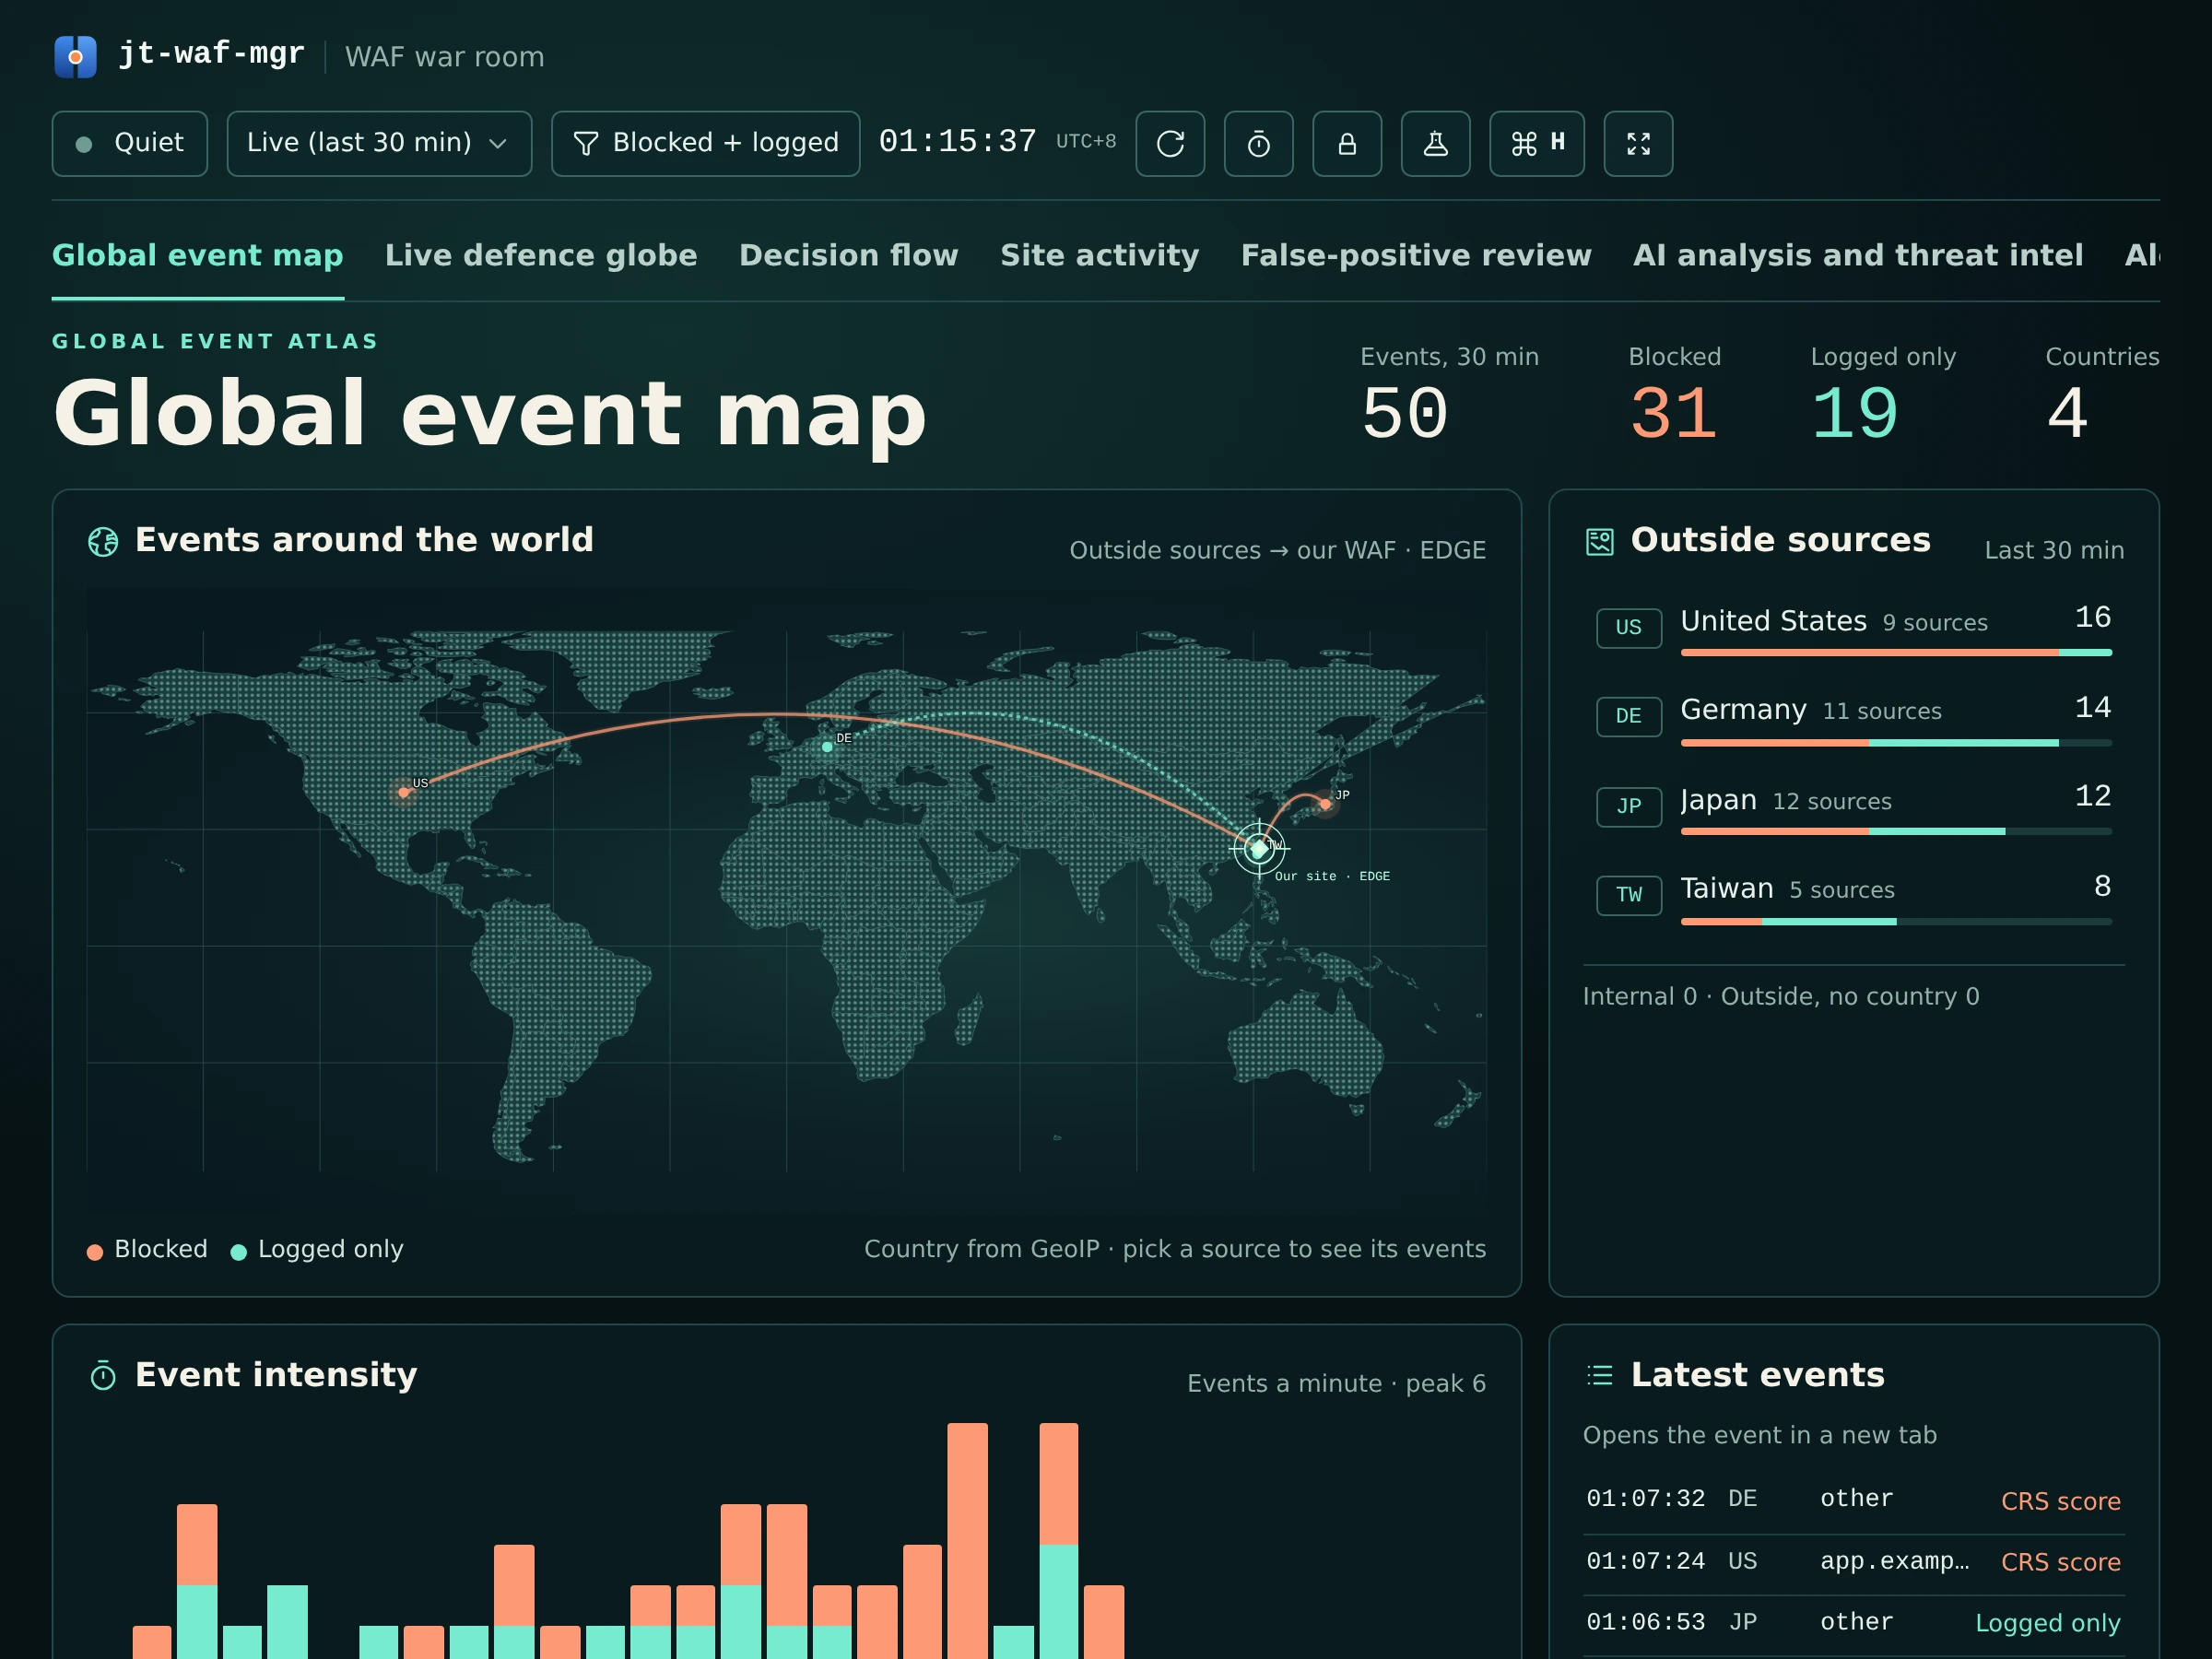 jt-waf-mgr
WAF war room
Quiet
Live (last 30 min)
Blocked + logged
01:15:37 UTC+8
H
Global event map
Live defence globe
Decision flow
Site activity
False-positive review
AI analysis and threat intel
GLOBAL EVENT ATLAS
Global event map
Events, 30 min
50
Blocked
31
Logged only
19
Countries
4
Events around the world
Outside sources → our WAF · EDGE
US
DE
JP
TW
Our site · EDGE
Blocked
Logged only
Country from GeoIP · pick a source to see its events
Outside sources
Last 30 min
US United States 9 sources 16
DE Germany 11 sources 14
JP Japan 12 sources 12
TW Taiwan 5 sources 8
Internal 0 · Outside, no country 0
Event intensity
Events a minute · peak 6
Latest events
Opens the event in a new tab
01:07:32 DE other CRS score
01:07:24 US app.examp… CRS score
01:06:53 JP other Logged only